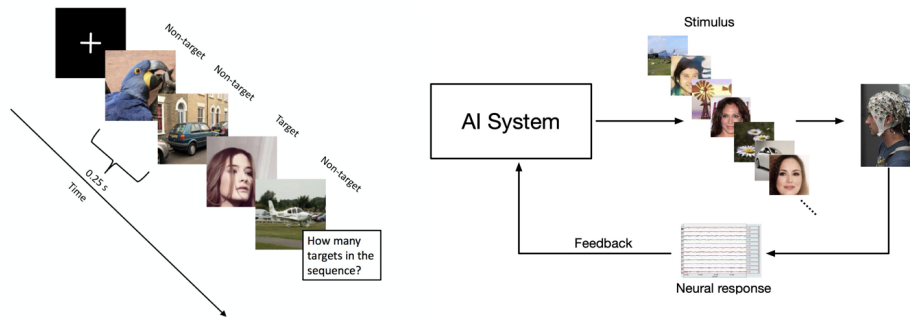 Non-target
Non-target
Target
Non-target
0.25 s
Time
How many
targets in the
sequence?
Stimulus
AI System
Feedback
Neural response